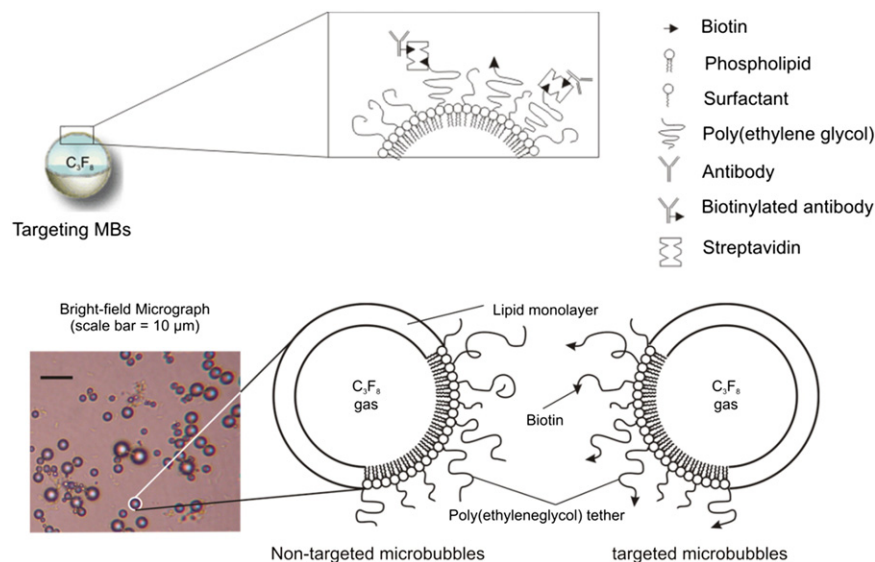 Biotin
Phospholipid
Surfactant
Poly(ethylene glycol)
Antibody
Biotinylated antibody
Streptavidin
C₃F₈
Targeting MBs
Bright-field Micrograph
(scale bar = 10 µm)
Lipid monolayer
C₃F₈
gas
Biotin
C₃F₈
gas
Poly(ethyleneglycol) tether
Non-targeted microbubbles
targeted microbubbles